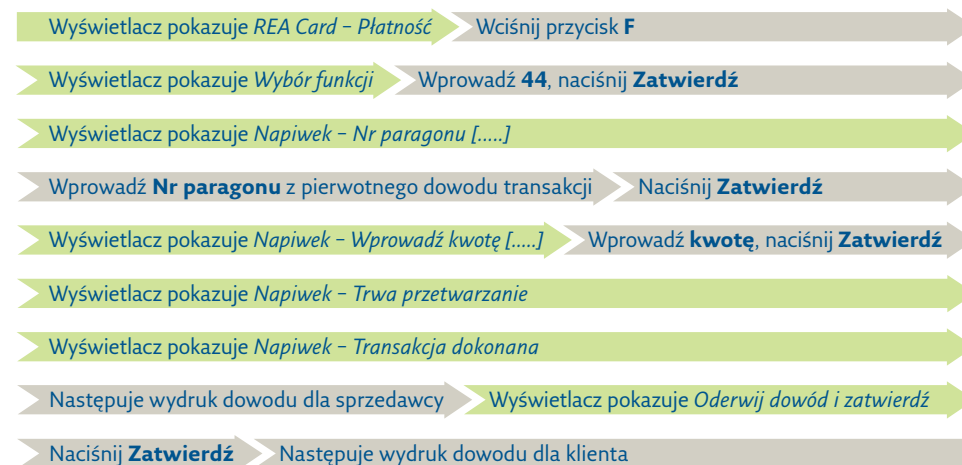 Wyświetlacz pokazuje REA Card – Płatność Wciśnij przycisk F
Wyświetlacz pokazuje Wybór funkcji Wprowadź 44, naciśnij Zatwierdź
Wyświetlacz pokazuje Napiwek – Nr paragonu [.....]
Wprowadź Nr paragonu z pierwotnego dowodu transakcji Naciśnij Zatwierdź
Wyświetlacz pokazuje Napiwek – Wprowadź kwotę [.....] Wprowadź kwotę, naciśnij Zatwierdź
Wyświetlacz pokazuje Napiwek – Trwa przetwarzanie
Wyświetlacz pokazuje Napiwek – Transakcja dokonana
Następuje wydruk dowodu dla sprzedawcy Wyświetlacz pokazuje Oderwij dowód i zatwierdź
Naciśnij Zatwierdź Następuje wydruk dowodu dla klienta